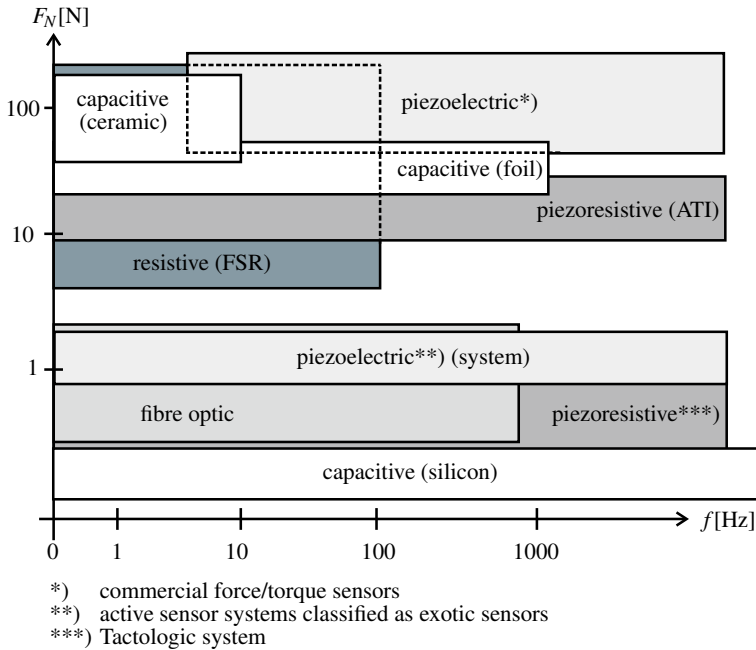 F_N[N]
100
10
1
capacitive
(ceramic)
piezoelectric*)
capacitive (foil)
piezoresistive (ATI)
resistive (FSR)
piezoelectric**) (system)
fibre optic
piezoresistive***)
capacitive (silicon)
0 1 10 100 1000
f[Hz]
*) commercial force/torque sensors
**) active sensor systems classified as exotic sensors
***) Tactologic system